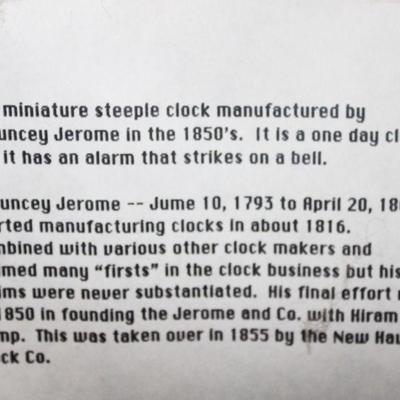 miniature steeple clock manufactured by
uncey Jerome in the 1850's. It is a one day cl
it has an alarm that strikes on a bell.
uncey Jerome -- Jume 10, 1793 to April 20, 18
rted manufacturing clocks in about 1816.
mbined with various other clock makers and
imed many "firsts" in the clock business but his
ims were never substantiated. His final effort
1850 in founding the Jerome and Co. with Hiram
mp. This was taken over in 1855 by the New Hau
ck Co.